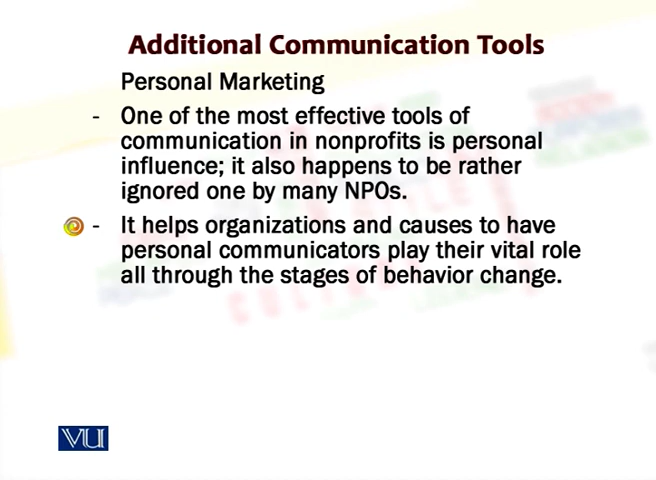 Additional Communication Tools
Personal Marketing
- One of the most effective tools of
communication in nonprofits is personal
influence; it also happens to be rather
ignored one by many NPOs.
- It helps organizations and causes to have
personal communicators play their vital role
all through the stages of behavior change.
VU